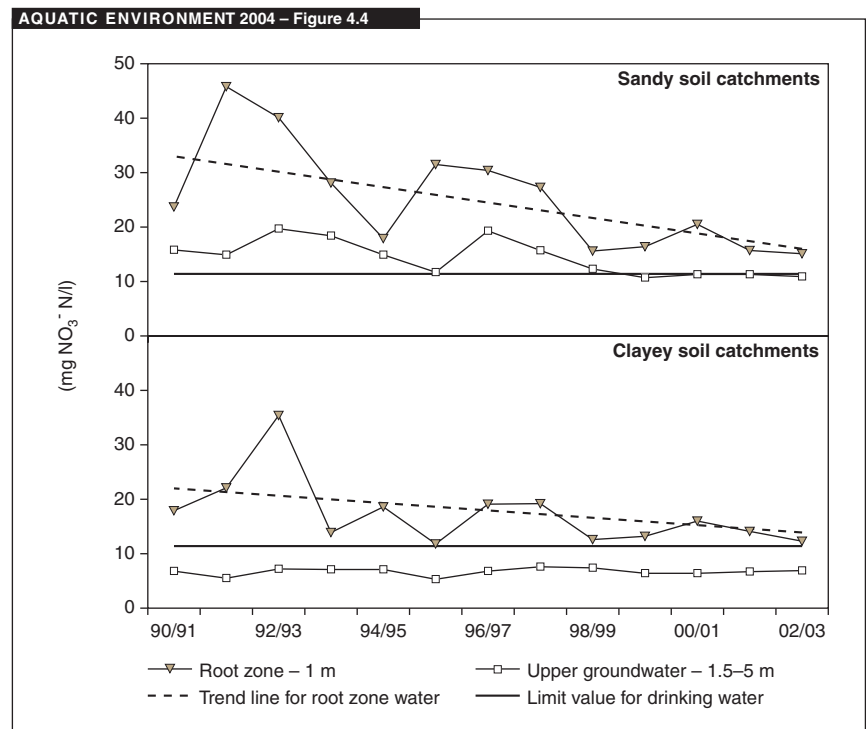 AQUATIC ENVIRONMENT 2004 – Figure 4.4
(mg NO₃⁻ N/l)
Sandy soil catchments
50
40
30
20
10
0
Clayey soil catchments
40
30
20
10
0
90/91 92/93 94/95 96/97 98/99 00/01 02/03
Root zone – 1 m Upper groundwater – 1.5–5 m
Trend line for root zone water Limit value for drinking water